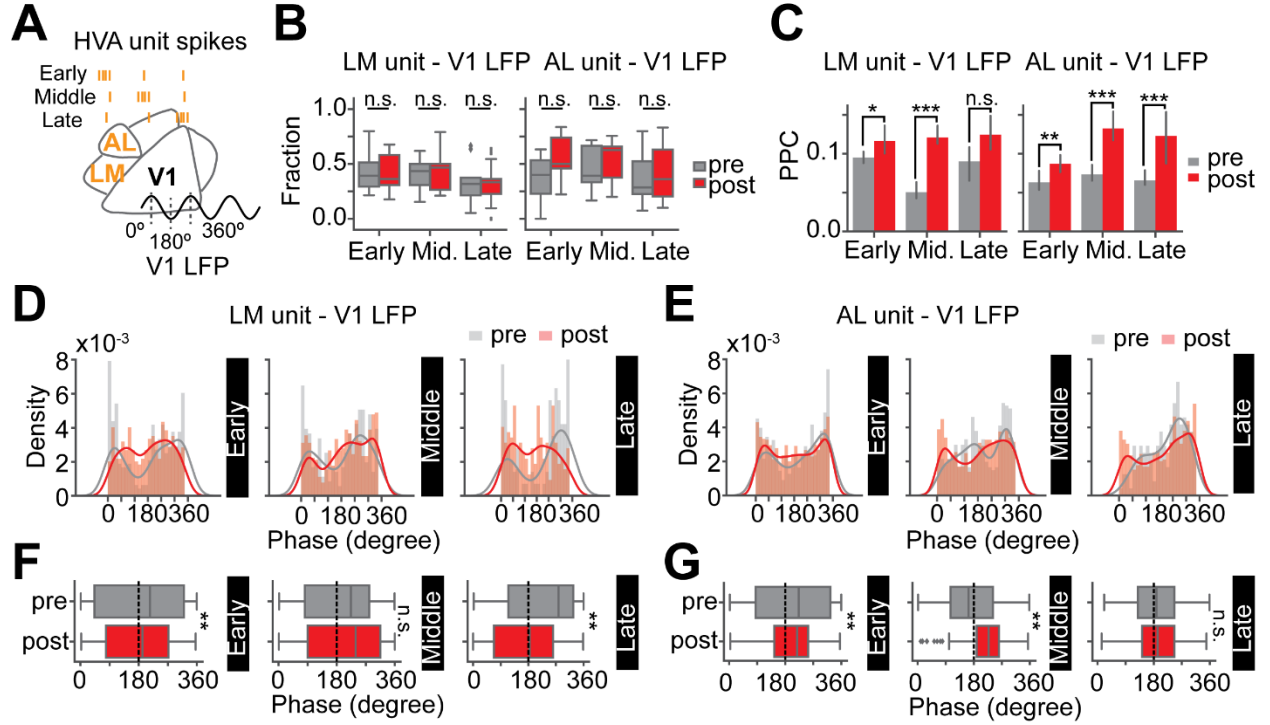 A
HVA unit spikes
Early
Middle
Late
AL
LM
V1
0º
180º
360º
V1 LFP
B
LM unit - V1 LFP AL unit - V1 LFP
n.s. n.s. n.s. n.s. n.s. n.s.
1.0
0.5
0.0
Fraction
pre
post
Early Mid. Late Early Mid. Late
C
LM unit - V1 LFP AL unit - V1 LFP
* *** n.s. ** *** ***
0.1
0.0
PPC
pre
post
Early Mid. Late Early Mid. Late
D
LM unit - V1 LFP
pre post
x10-3
8
6
4
2
0
Density
Early
Middle
Late
0 180 360 0 180 360 0 180 360
Phase (degree)
E
AL unit - V1 LFP
pre post
x10-3
8
6
4
2
0
Density
Early
Middle
Late
0 180 360 0 180 360 0 180 360
Phase (degree)
F
pre
post
** Early
n.s. Middle
** Late
0 180 360 0 180 360 0 180 360
Phase (degree)
G
pre
post
** Early
** Middle
n.s. Late
0 180 360 0 180 360 0 180 360
Phase (degree)